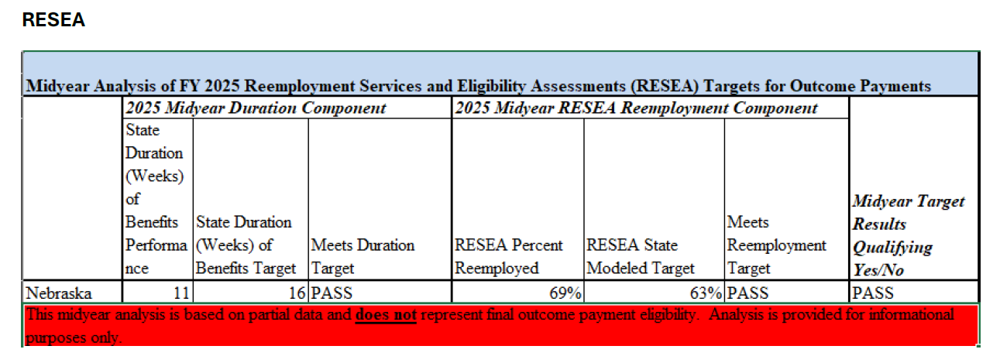 RESEA
Midyear Analysis of FY 2025 Reemployment Services and Eligibility Assessments (RESEA) Targets for Outcome Payments
2025 Midyear Duration Component
2025 Midyear RESEA Reemployment Component
State
Duration
(Weeks)
of
Benefits
Performa
nce
State Duration
(Weeks) of
Benefits Target
Meets Duration
Target
RESEA Percent
Reemployed
RESEA State
Modeled Target
Meets
Reemployment
Target
Midyear Target
Results
Qualifying
Yes/No
Nebraska 11 16 PASS 69% 63% PASS PASS
This midyear analysis is based on partial data and does not represent final outcome payment eligibility. Analysis is provided for informational
purposes only.